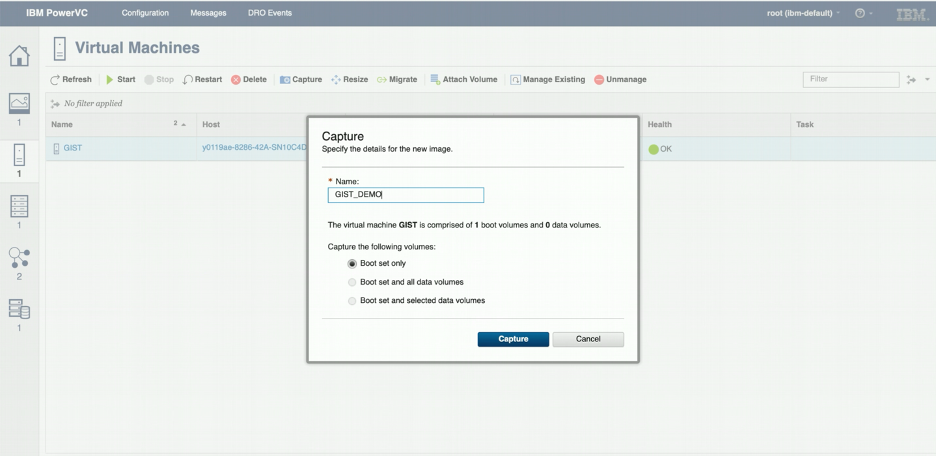 IBM PowerVC Configuration Messages DRO Events root (ibm-default) ? IBM.
Virtual Machines
Refresh Start Stop Restart Delete Capture Resize Migrate Attach Volume Manage Existing Unmanage Filter
No filter applied
Name 2 Host Health Task
GIST y0119ae-8286-42A-SN10C4D OK
1
1
1
2
1
Capture
Specify the details for the new image.
* Name:
GIST_DEMO
The virtual machine GIST is comprised of 1 boot volumes and 0 data volumes.
Capture the following volumes:
Boot set only
Boot set and all data volumes
Boot set and selected data volumes
Capture Cancel